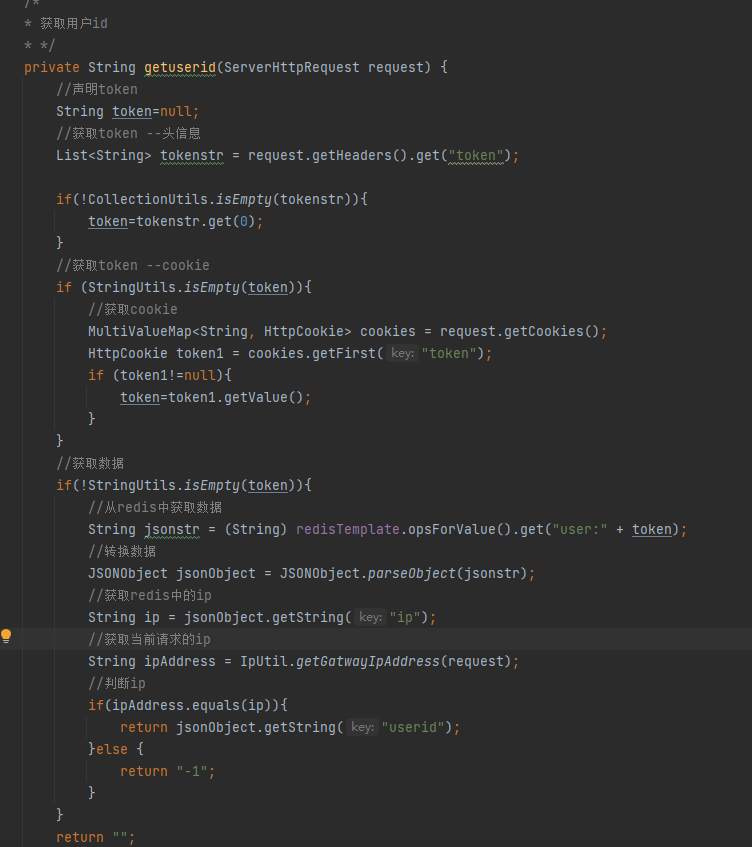 /*
* 获取用户id
* */
private String getuserid(ServerHttpRequest request) {
//声明token
String token=null;
//获取token --头信息
List<String> tokenstr = request.getHeaders().get("token");
if(!CollectionUtils.isEmpty(tokenstr)){
token=tokenstr.get(0);
}
//获取token --cookie
if (StringUtils.isEmpty(token)){
//获取cookie
MultiValueMap<String, HttpCookie> cookies = request.getCookies();
HttpCookie token1 = cookies.getFirst( key: "token");
if (token1!=null){
token=token1.getValue();
}
}
//获取数据
if(!StringUtils.isEmpty(token)){
//从redis中获取数据
String jsonstr = (String) redisTemplate.opsForValue().get("user:" + token);
//转换数据
JSONObject jsonObject = JSONObject.parseObject(jsonstr);
//获取redis中的ip
String ip = jsonObject.getString( key: "ip");
//获取当前请求的ip
String ipAddress = IpUtil.getGatwayIpAddress(request);
//判断ip
if(ipAddress.equals(ip)){
return jsonObject.getString( key: "userid");
}else {
return "-1";
}
}
return "";